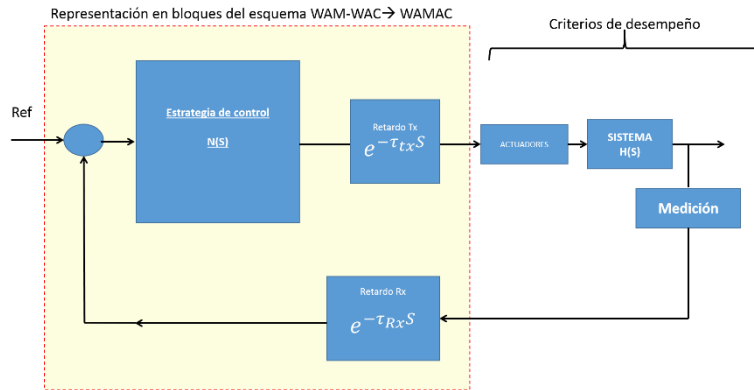 Representación en bloques del esquema WAM-WAC→ WAMAC
Criterios de desempeño
Ref
Estrategia de control
N(S)
Retardo Tx
e^{-τ_{tx}S}
ACTUADORES
SISTEMA
H(S)
Medición
Retardo Rx
e^{-τ_{Rx}S}